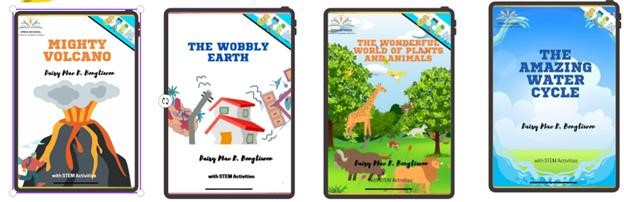 MIGHTY
VOLCANO
Daisy Mae R. Bongtiwon
with STEM Activities
THE WOBBLY
EARTH
Daisy Mae R. Bongtiwon
with STEM Activities
THE WONDERFUL
WORLD OF PLANTS
AND ANIMALS
Daisy Mae R. Bongtiwon
with STEM Activities
THE
AMAZING
WATER
CYCLE
Daisy Mae R. Bongtiwon
with STEM Activities